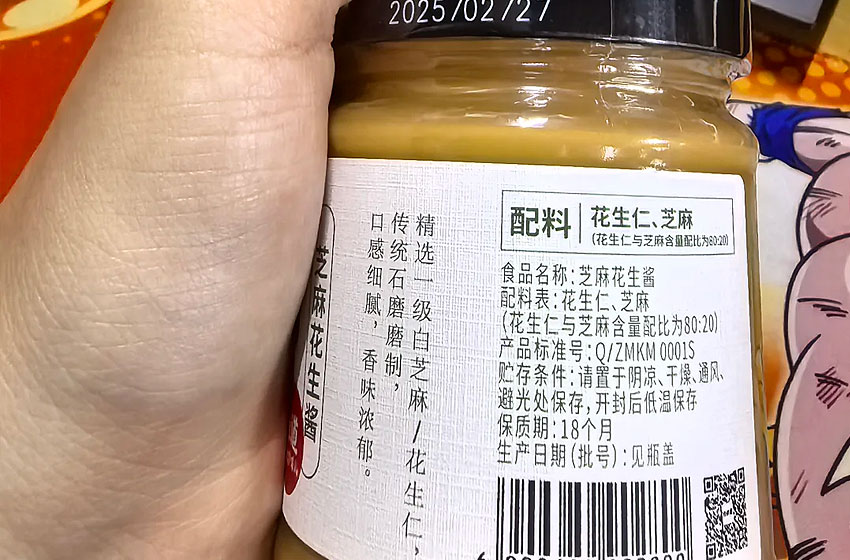 2025/02/27
配料 花生仁、芝麻
(花生仁与芝麻含量配比为80:20)
食品名称:芝麻花生酱
配料表:花生仁、芝麻
(花生仁与芝麻含量配比为80:20)
产品标准号:Q/ZMKM 0001S
贮存条件:请置于阴凉、干燥、通风、
避光处保存,开封后低温保存
保质期:18个月
生产日期(批号):见瓶盖
精选一级白芝麻/花生仁,
传统石磨磨制,
口感细腻,香味浓郁。
芝麻花生酱